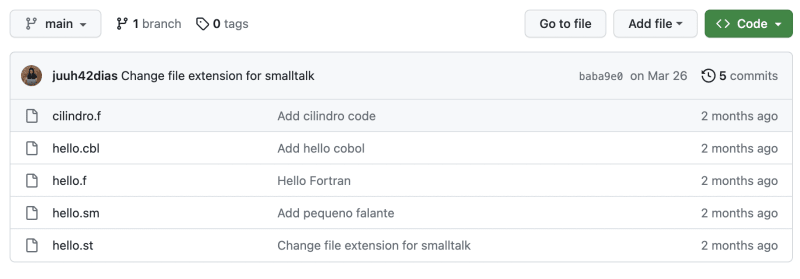 main 1 branch 0 tags Go to file Add file Code
juuh42dias Change file extension for smalltalk baba9e0 on Mar 26 5 commits
cilindro.f Add cilindro code 2 months ago
hello.cbl Add hello cobol 2 months ago
hello.f Hello Fortran 2 months ago
hello.sm Add pequeno falante 2 months ago
hello.st Change file extension for smalltalk 2 months ago